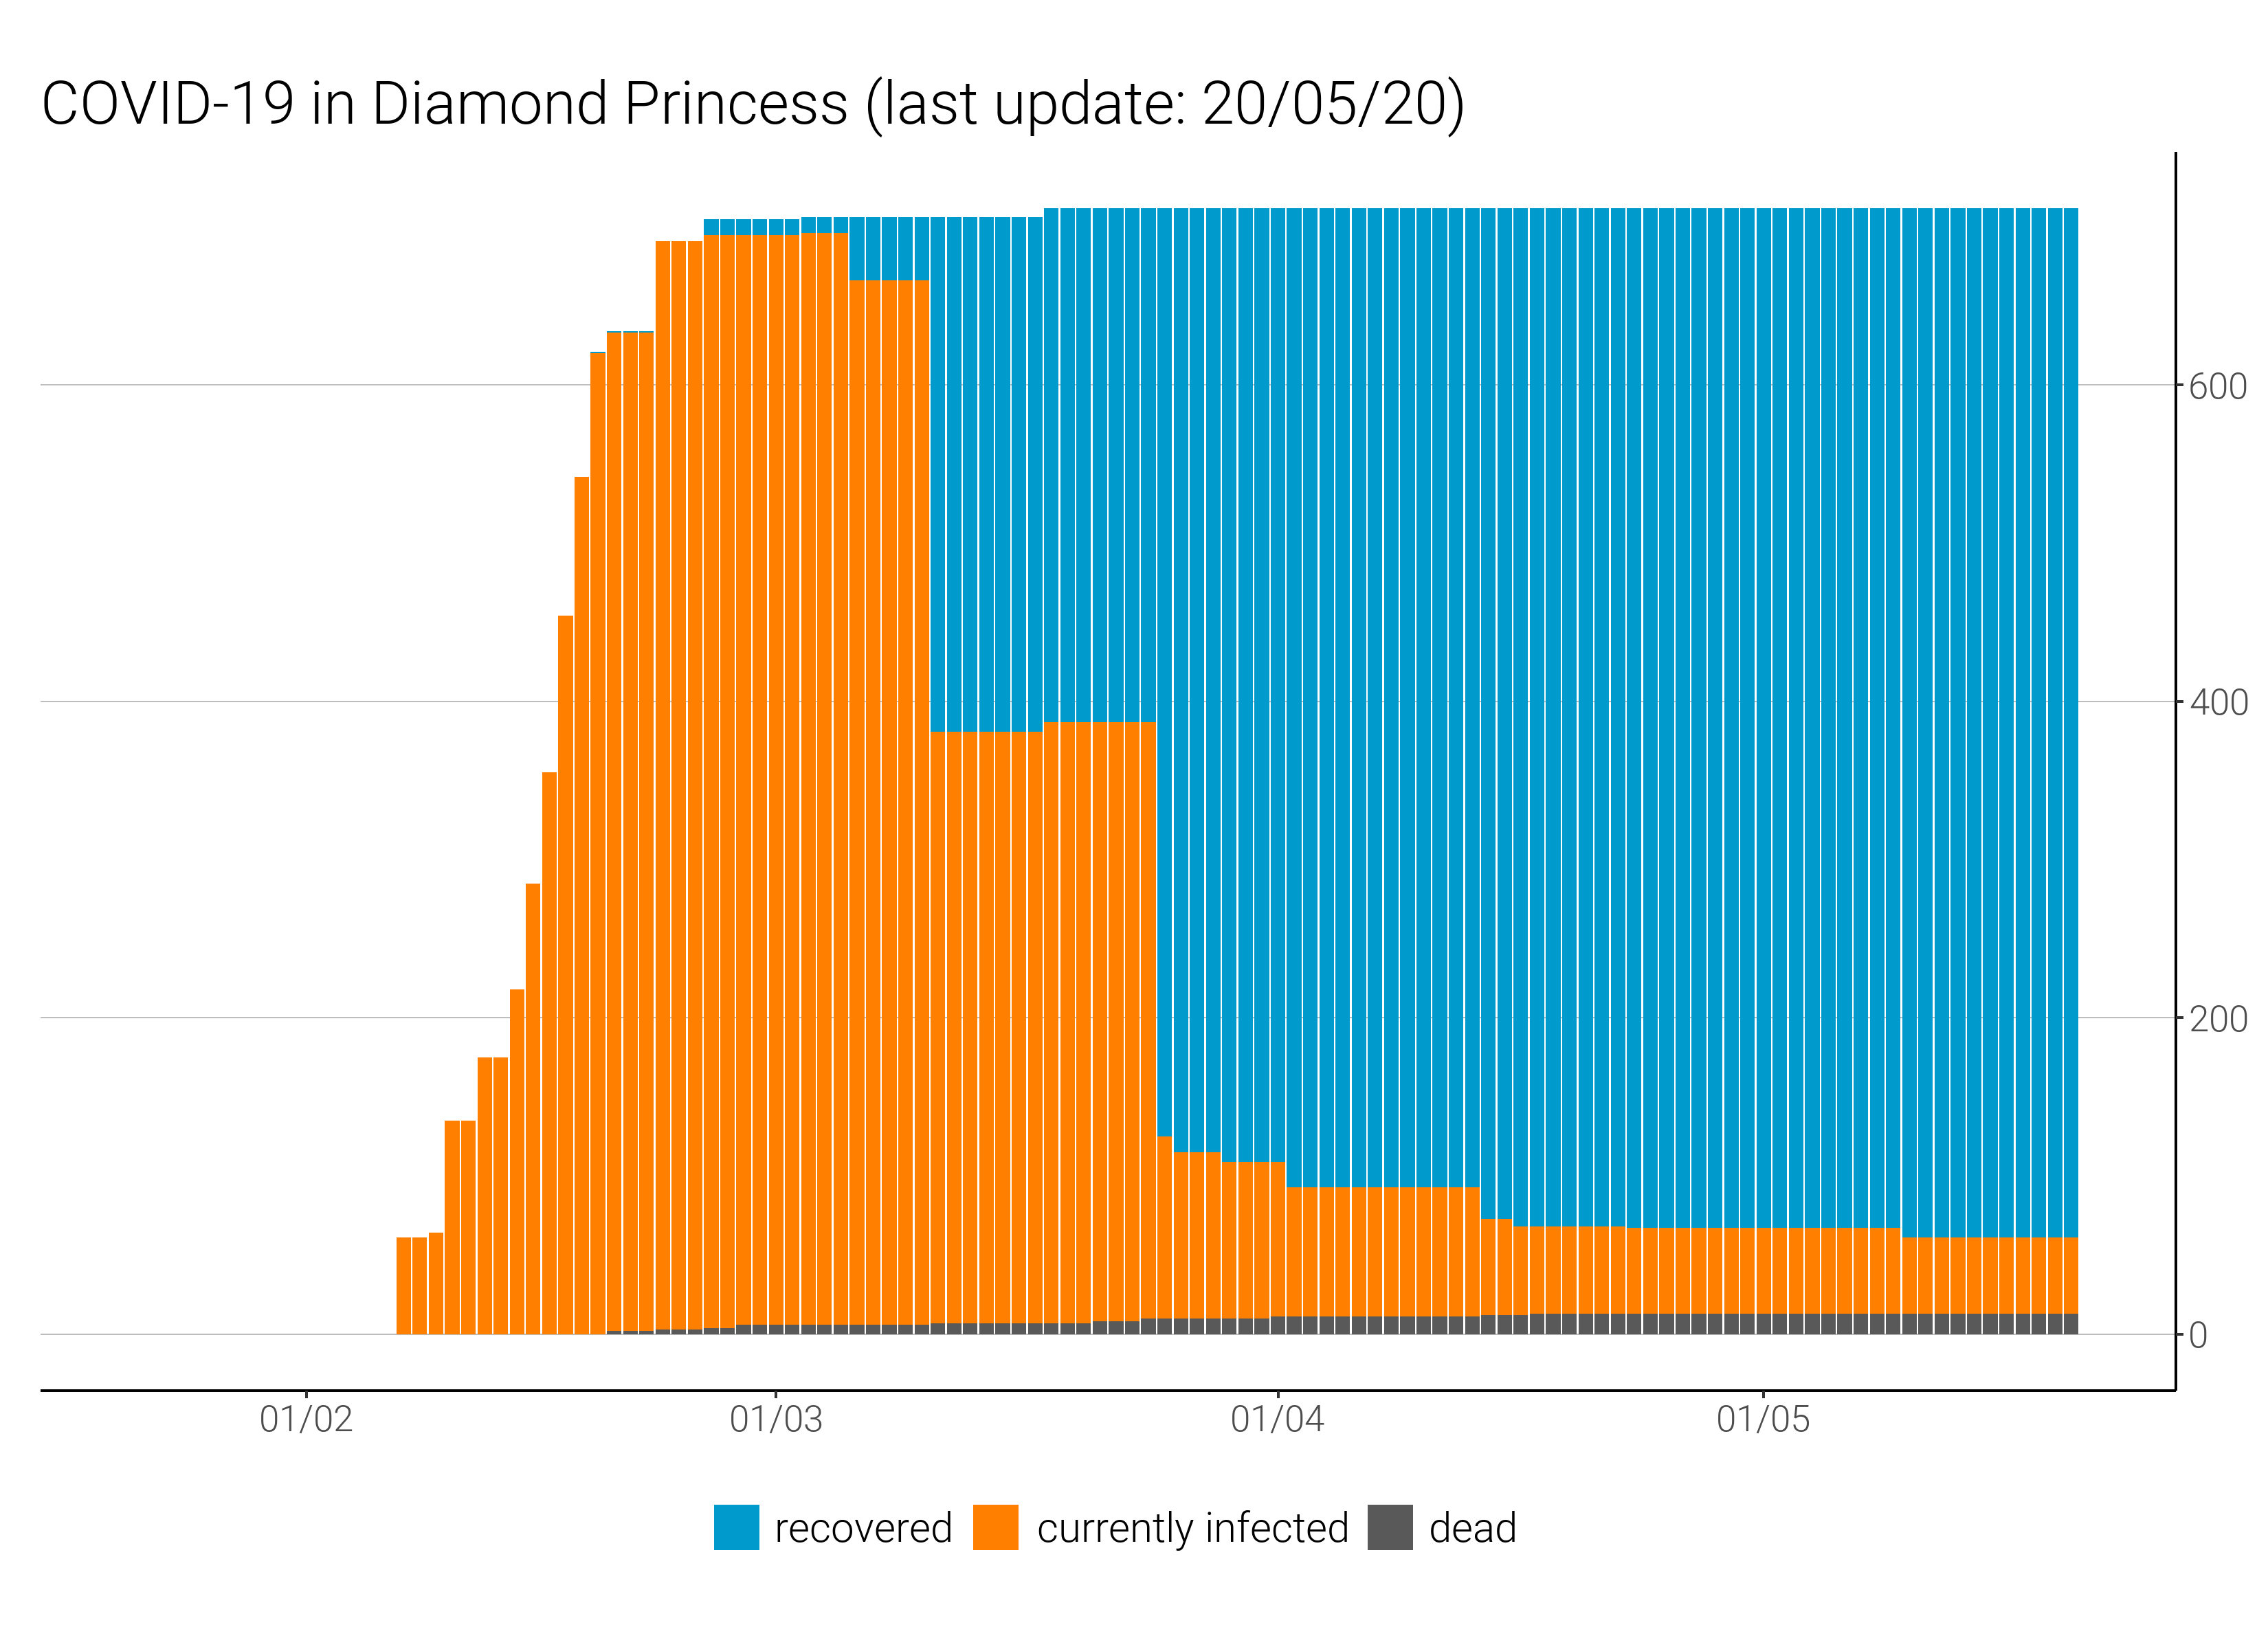 COVID-19 in Diamond Princess (last update: 20/05/20)
600
400
200
0
01/02 01/03 01/04 01/05
recovered currently infected dead